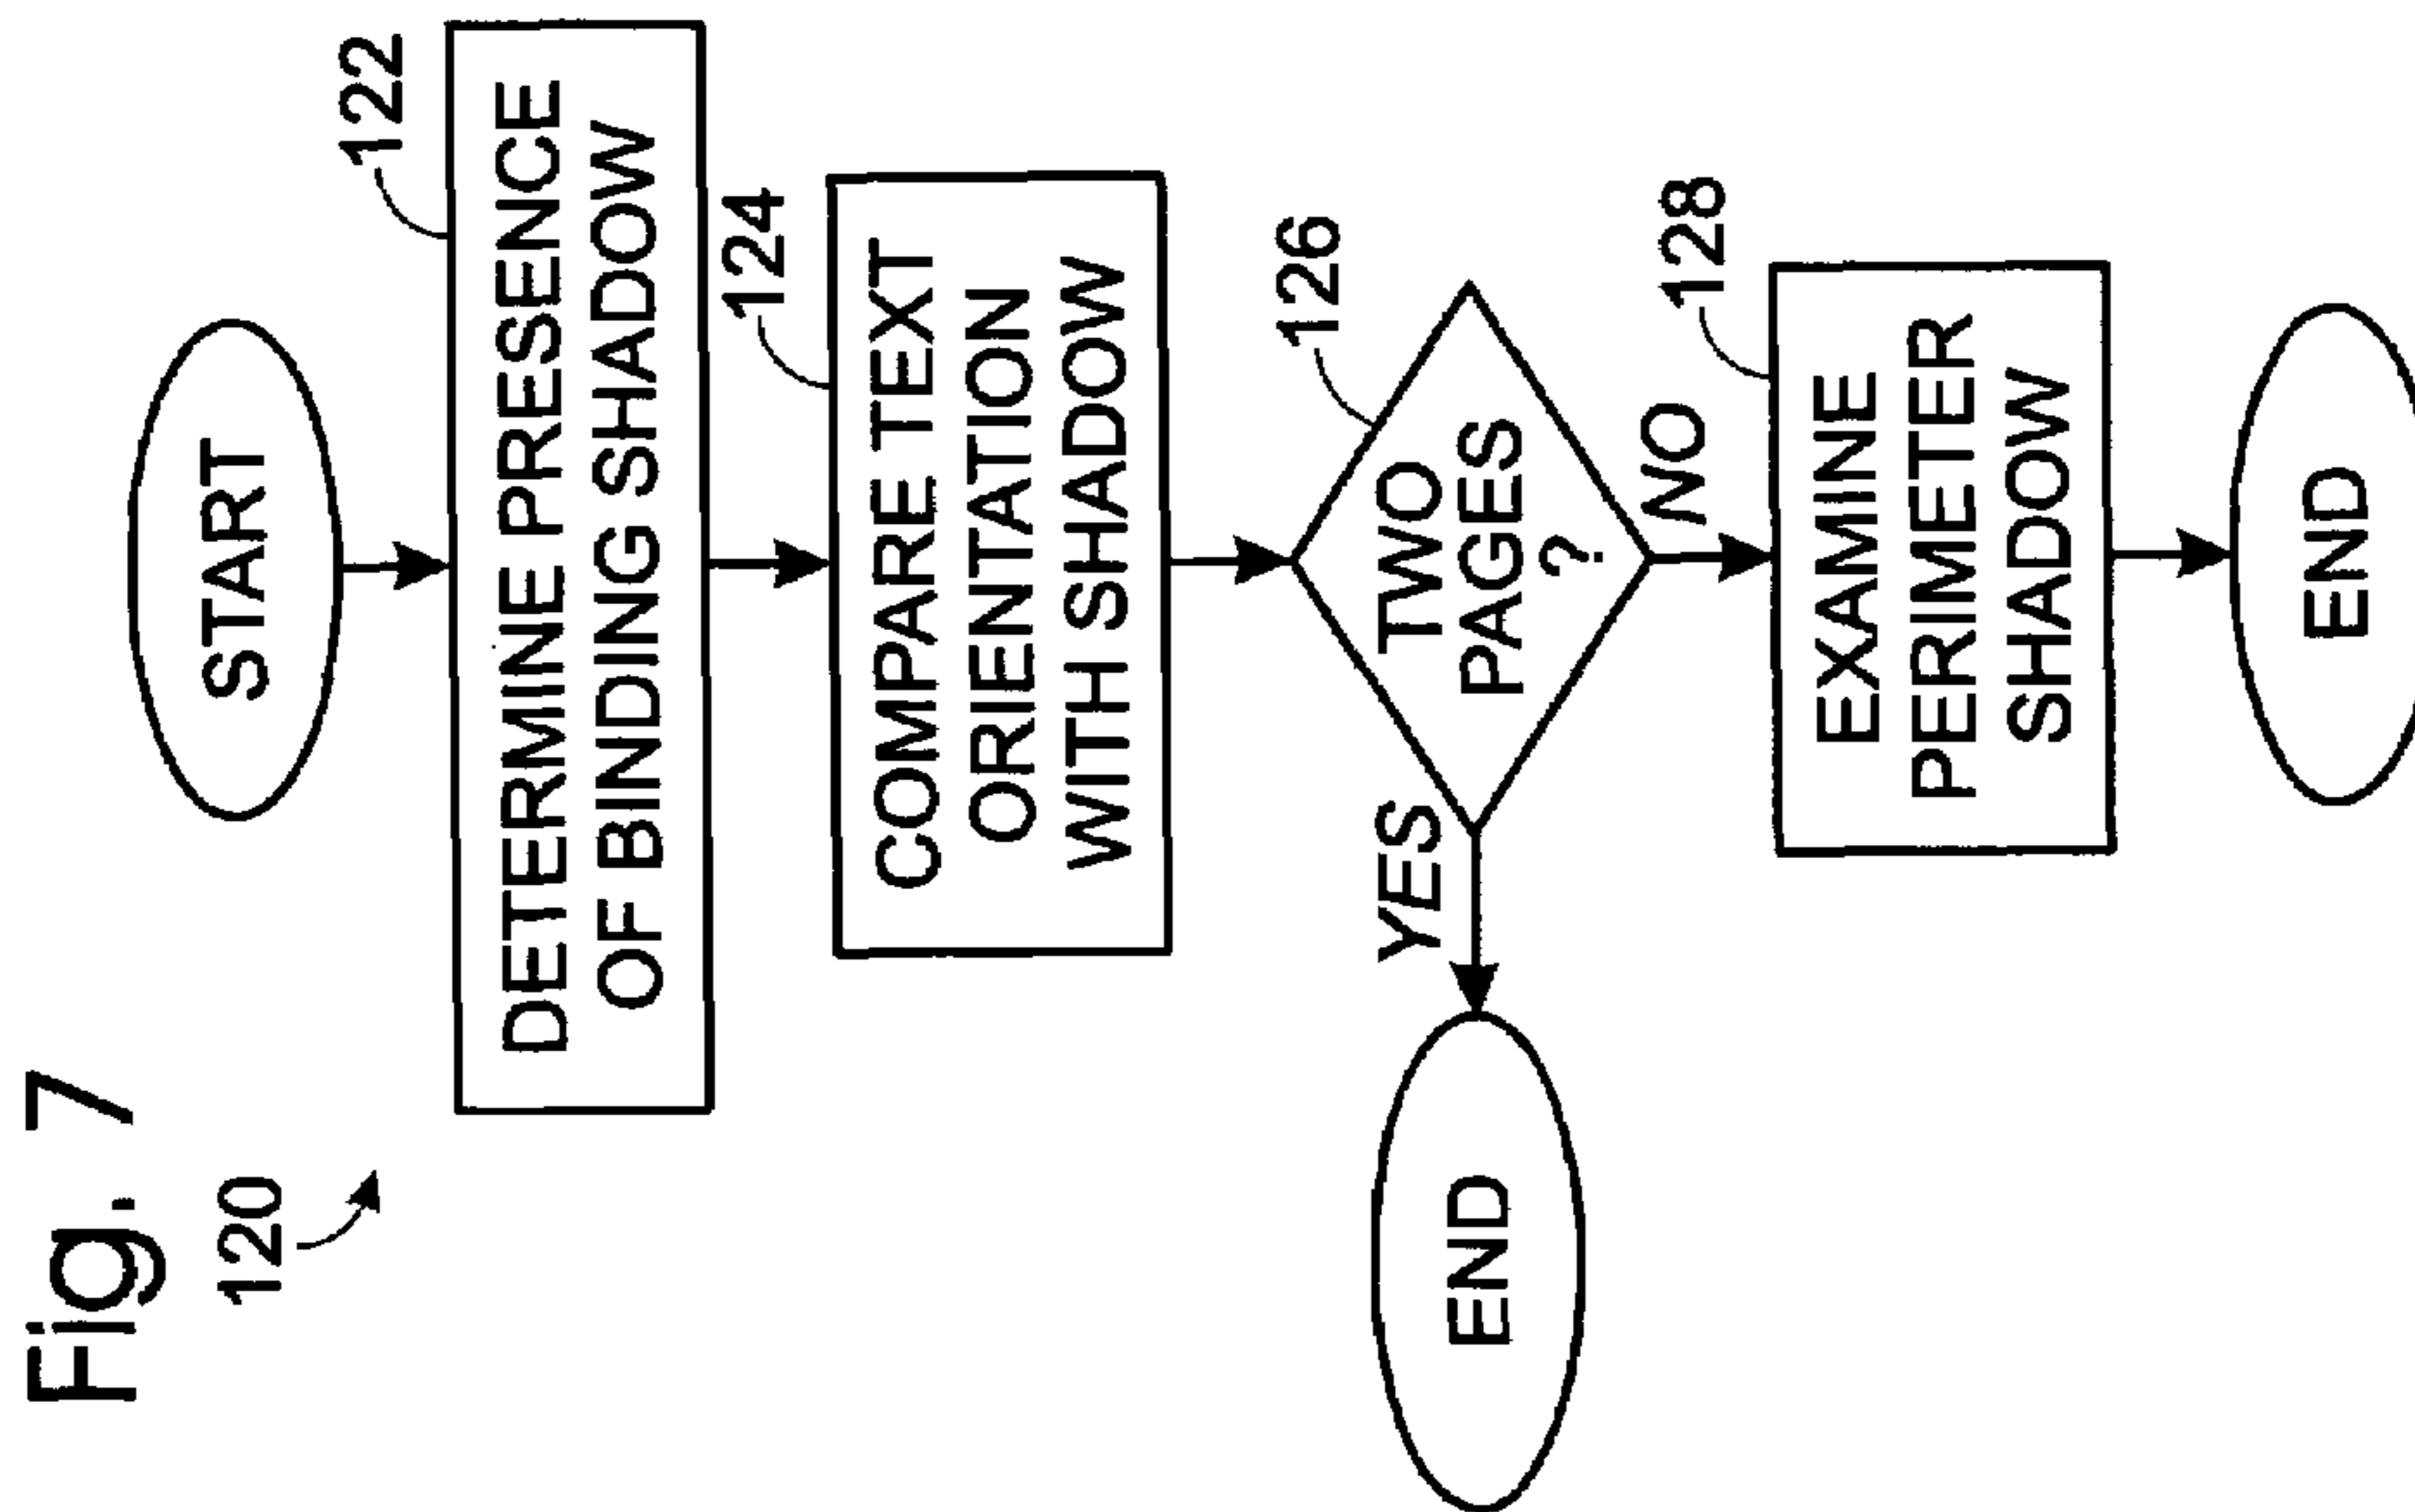 Fig. 7
120
START
122
DETERMINE PRESENCE
OF BINDING SHADOW
124
COMPARE TEXT
ORIENTATION
WITH SHADOW
126
TWO
PAGES
?
YES
END
NO
128
EXAMINE
PERIMETER
SHADOW
END